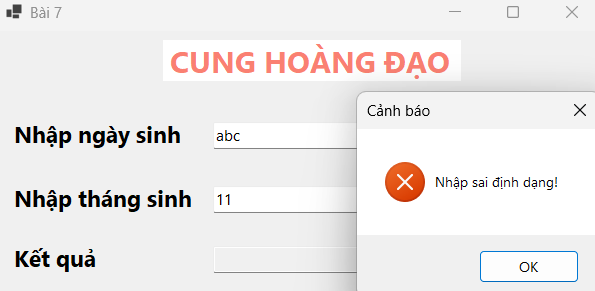 Bài 7
CUNG HOÀNG ĐẠO
Cảnh báo
Nhập ngày sinh abc
Nhập sai định dạng!
Nhập tháng sinh 11
Kết quả
OK